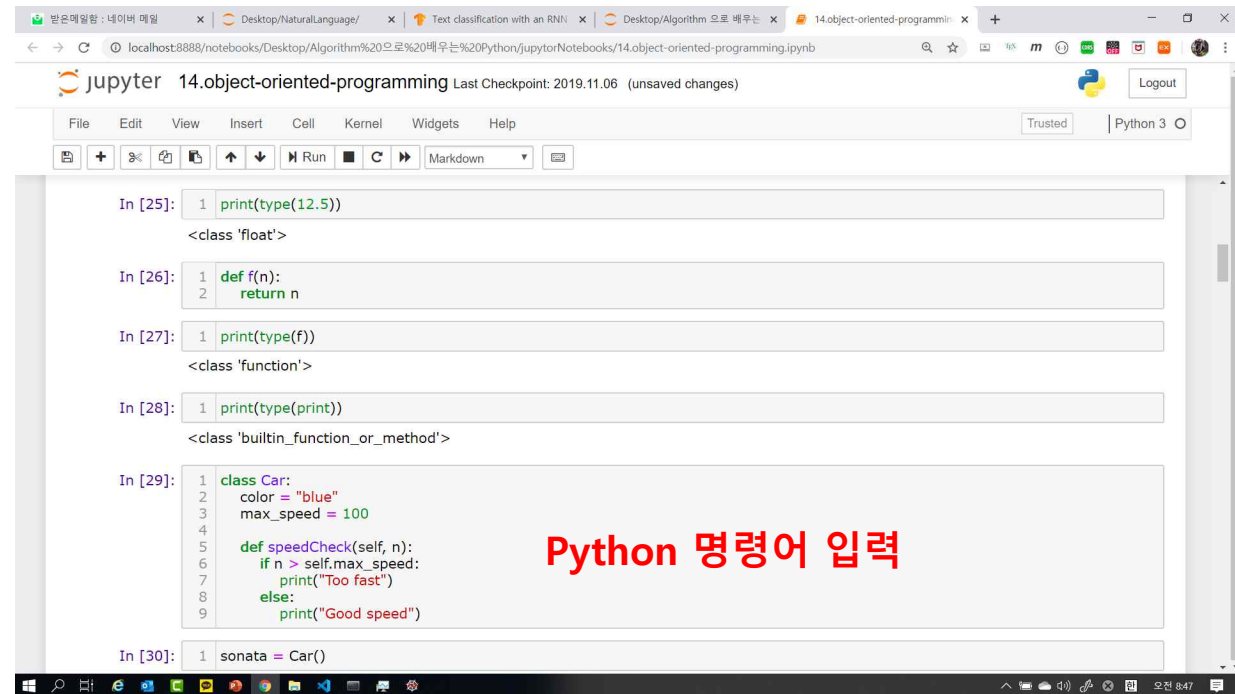 받은메일함 : 네이버 메일
Desktop/NaturalLanguage/
Text classification with an RNN
Desktop/Algorithm 으로 배우는
14.object-oriented-programmin
localhost:8888/notebooks/Desktop/Algorithm%20으로%20배우는%20Python/jupytorNotebooks/14.object-oriented-programming.ipynb
jupyter 14.object-oriented-programming Last Checkpoint: 2019.11.06 (unsaved changes)
Logout
File Edit View Insert Cell Kernel Widgets Help
Trusted
Python 3
Run
Markdown
In [25]: 1 print(type(12.5))
<class 'float'>
In [26]: 1 def f(n):
2 return n
In [27]: 1 print(type(f))
<class 'function'>
In [28]: 1 print(type(print))
<class 'builtin_function_or_method'>
In [29]: 1 class Car:
2 color = "blue"
3 max_speed = 100
4
5 def speedCheck(self, n):
6 if n > self.max_speed:
7 print("Too fast")
8 else:
9 print("Good speed")
Python 명령어 입력
In [30]: 1 sonata = Car()
오전 8:47